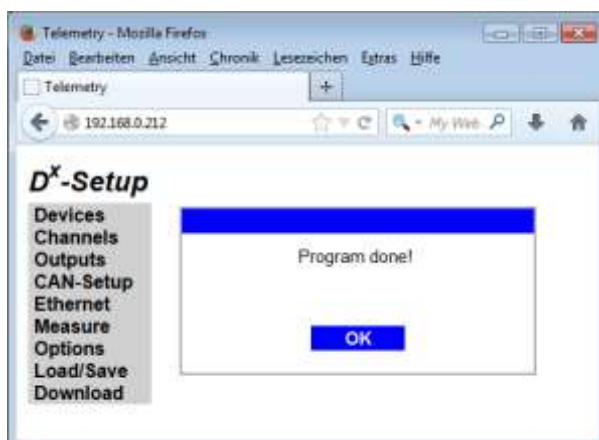 Telemetry - Mozilla Firefox
Datei Bearbeiten Ansicht Chronik Lesezeichen Extras Hilfe
Telemetry
192.168.0.212
My Web
Dˣ-Setup
Devices
Channels
Outputs
CAN-Setup
Ethernet
Measure
Options
Load/Save
Download
Program done!
OK